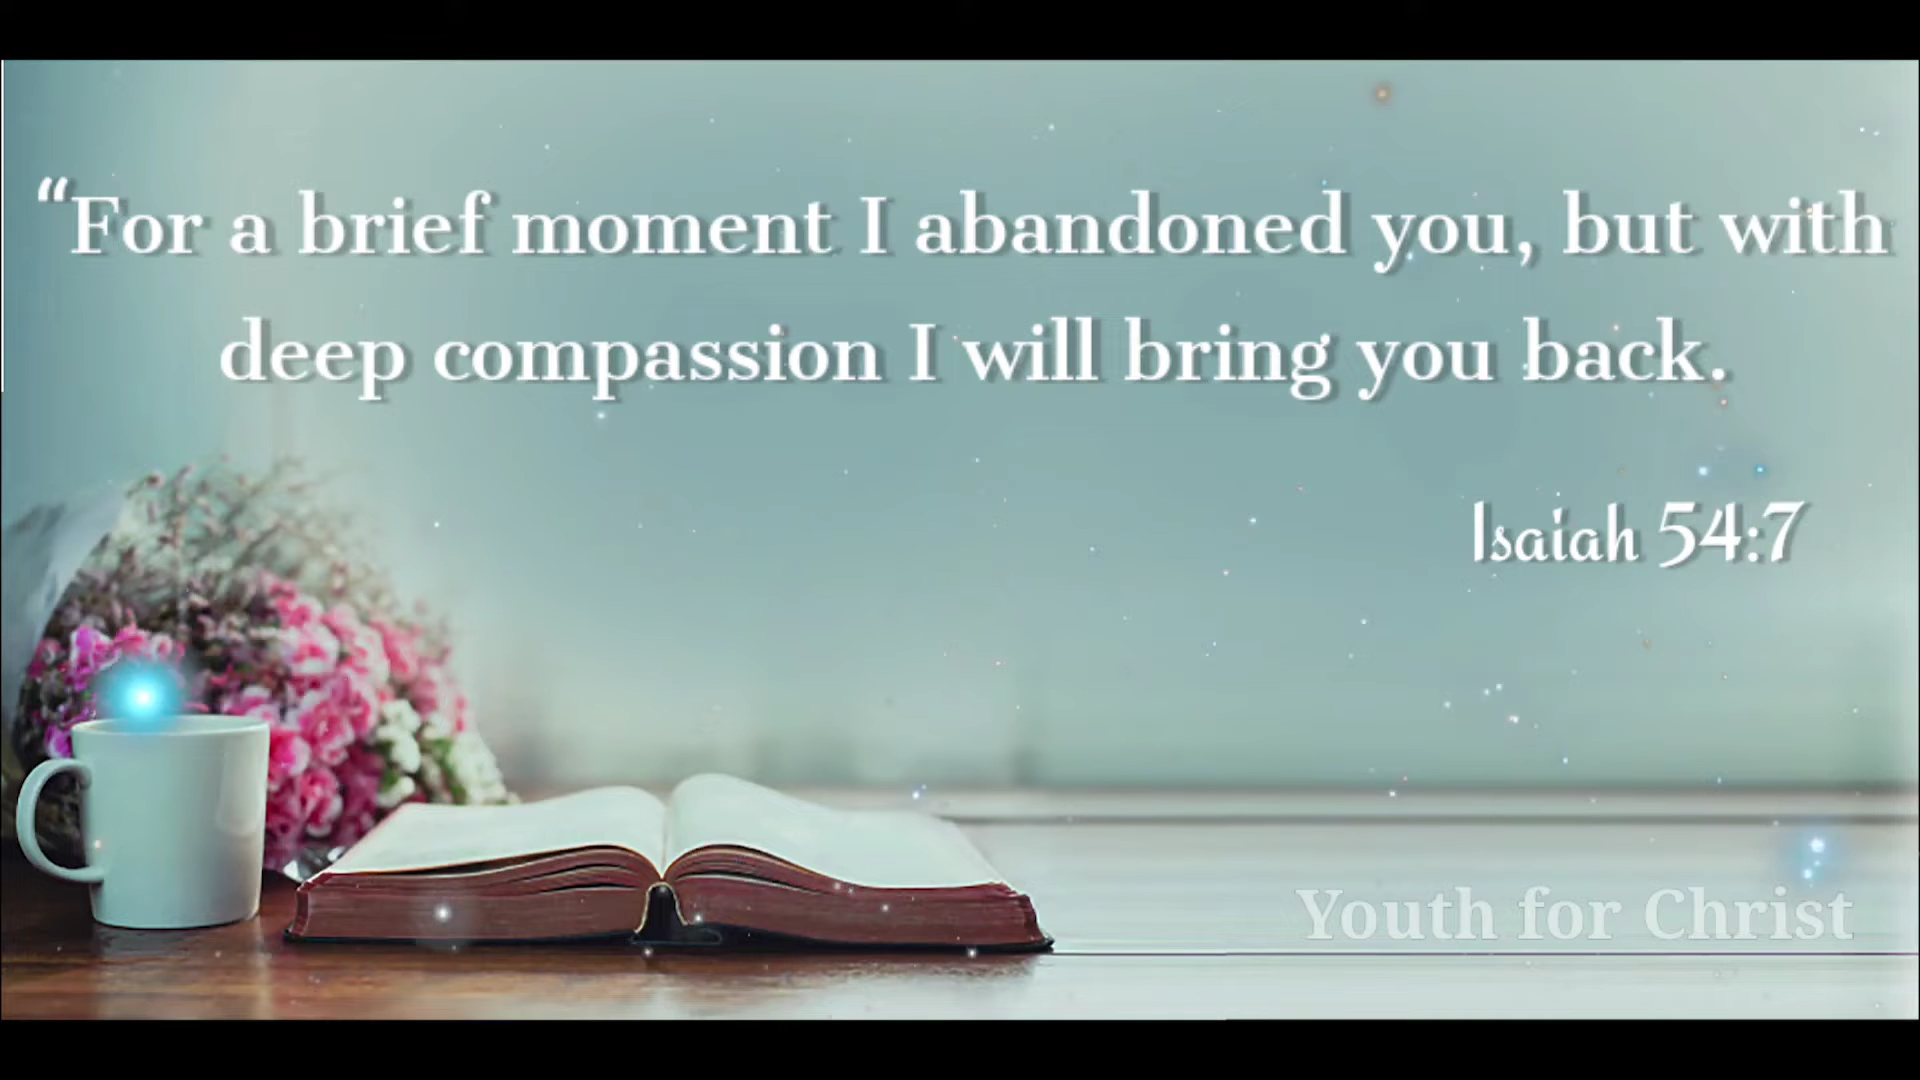 “For a brief moment I abandoned you, but with
deep compassion I will bring you back.
Isaiah 54:7
Youth for Christ